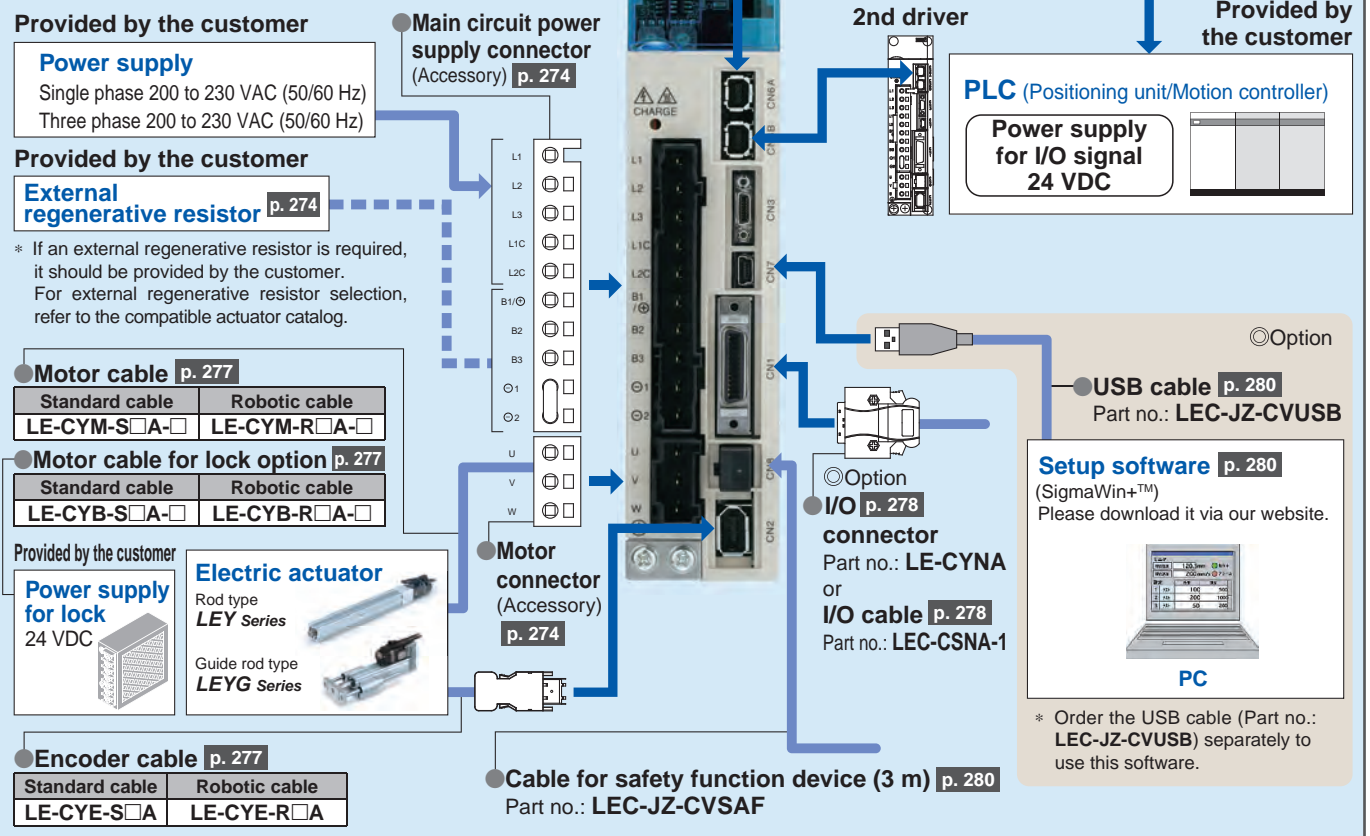 Provided by the customer
Power supply
Single phase 200 to 230 VAC (50/60 Hz)
Three phase 200 to 230 VAC (50/60 Hz)
Provided by the customer
External
regenerative resistor p. 274
* If an external regenerative resistor is required,
it should be provided by the customer.
For external regenerative resistor selection,
refer to the compatible actuator catalog.
●Main circuit power
supply connector
(Accessory) p. 274
L1
L2
L3
L1C
L2C
B1/⊕
B2
B3
⊖1
⊖2
U
V
W
CHARGE
L1
L2
L3
L1C
L2C
B1
/⊕
B2
B3
⊖1
⊖2
U
V
W
CN6A
CN3
CN7
CN1
CN2
2nd driver
Provided by
the customer
PLC (Positioning unit/Motion controller)
Power supply
for I/O signal
24 VDC
●Motor cable p. 277
Standard cable Robotic cable
LE-CYM-S□A-□ LE-CYM-R□A-□
●Motor cable for lock option p. 277
Standard cable Robotic cable
LE-CYB-S□A-□ LE-CYB-R□A-□
Provided by the customer
Power supply
for lock
24 VDC
Electric actuator
Rod type
LEY Series
Guide rod type
LEYG Series
●Encoder cable p. 277
Standard cable Robotic cable
LE-CYE-S□A LE-CYE-R□A
●Motor
connector
(Accessory)
p. 274
◎Option
●I/O p. 278
connector
Part no.: LE-CYNA
or
I/O cable p. 278
Part no.: LEC-CSNA-1
●Cable for safety function device (3 m) p. 280
Part no.: LEC-JZ-CVSAF
◎Option
●USB cable p. 280
Part no.: LEC-JZ-CVUSB
Setup software p. 280
(SigmaWin+™)
Please download it via our website.
PC
* Order the USB cable (Part no.:
LEC-JZ-CVUSB) separately to
use this software.